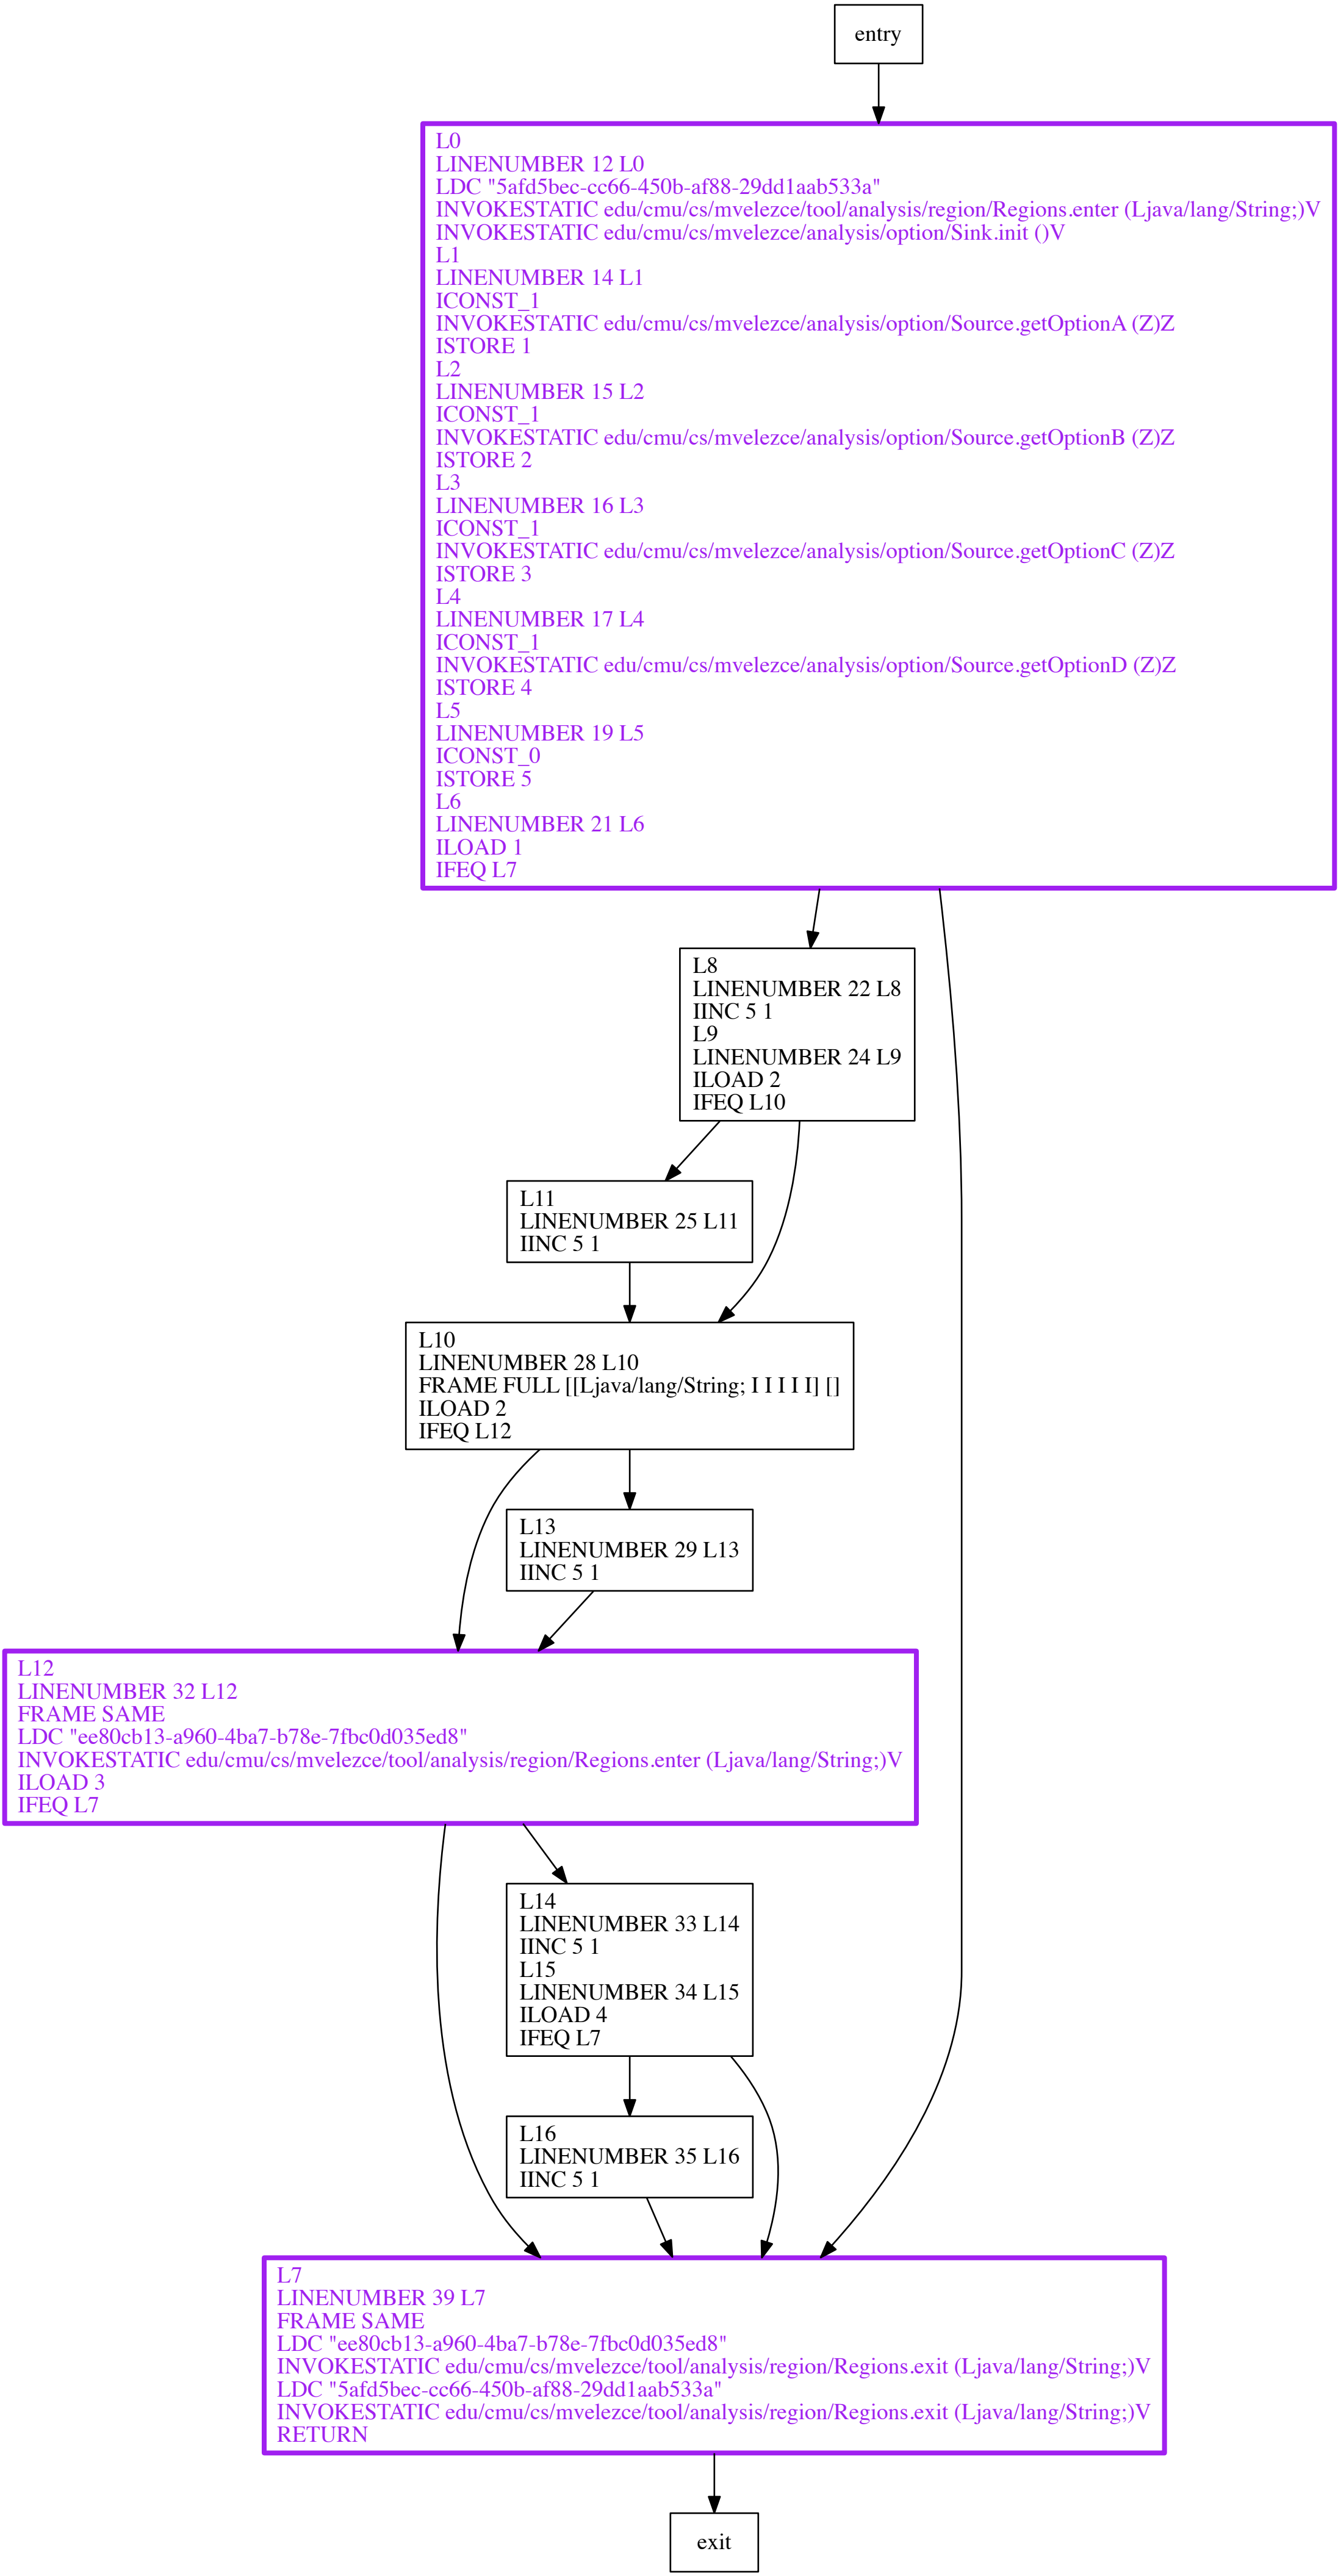 entry
L0
LINENUMBER 12 L0
LDC "5afd5bec-cc66-450b-af88-29dd1aab533a"
INVOKESTATIC edu/cmu/cs/mvelezce/tool/analysis/region/Regions.enter (Ljava/lang/String;)V
INVOKESTATIC edu/cmu/cs/mvelezce/analysis/option/Sink.init ()V
L1
LINENUMBER 14 L1
ICONST_1
INVOKESTATIC edu/cmu/cs/mvelezce/analysis/option/Source.getOptionA (Z)Z
ISTORE 1
L2
LINENUMBER 15 L2
ICONST_1
INVOKESTATIC edu/cmu/cs/mvelezce/analysis/option/Source.getOptionB (Z)Z
ISTORE 2
L3
LINENUMBER 16 L3
ICONST_1
INVOKESTATIC edu/cmu/cs/mvelezce/analysis/option/Source.getOptionC (Z)Z
ISTORE 3
L4
LINENUMBER 17 L4
ICONST_1
INVOKESTATIC edu/cmu/cs/mvelezce/analysis/option/Source.getOptionD (Z)Z
ISTORE 4
L5
LINENUMBER 19 L5
ICONST_0
ISTORE 5
L6
LINENUMBER 21 L6
ILOAD 1
IFEQ L7
L8
LINENUMBER 22 L8
IINC 5 1
L9
LINENUMBER 24 L9
ILOAD 2
IFEQ L10
L11
LINENUMBER 25 L11
IINC 5 1
L10
LINENUMBER 28 L10
FRAME FULL [[Ljava/lang/String; I I I I I] []
ILOAD 2
IFEQ L12
L13
LINENUMBER 29 L13
IINC 5 1
L12
LINENUMBER 32 L12
FRAME SAME
LDC "ee80cb13-a960-4ba7-b78e-7fbc0d035ed8"
INVOKESTATIC edu/cmu/cs/mvelezce/tool/analysis/region/Regions.enter (Ljava/lang/String;)V
ILOAD 3
IFEQ L7
L14
LINENUMBER 33 L14
IINC 5 1
L15
LINENUMBER 34 L15
ILOAD 4
IFEQ L7
L16
LINENUMBER 35 L16
IINC 5 1
L7
LINENUMBER 39 L7
FRAME SAME
LDC "ee80cb13-a960-4ba7-b78e-7fbc0d035ed8"
INVOKESTATIC edu/cmu/cs/mvelezce/tool/analysis/region/Regions.exit (Ljava/lang/String;)V
LDC "5afd5bec-cc66-450b-af88-29dd1aab533a"
INVOKESTATIC edu/cmu/cs/mvelezce/tool/analysis/region/Regions.exit (Ljava/lang/String;)V
RETURN
exit